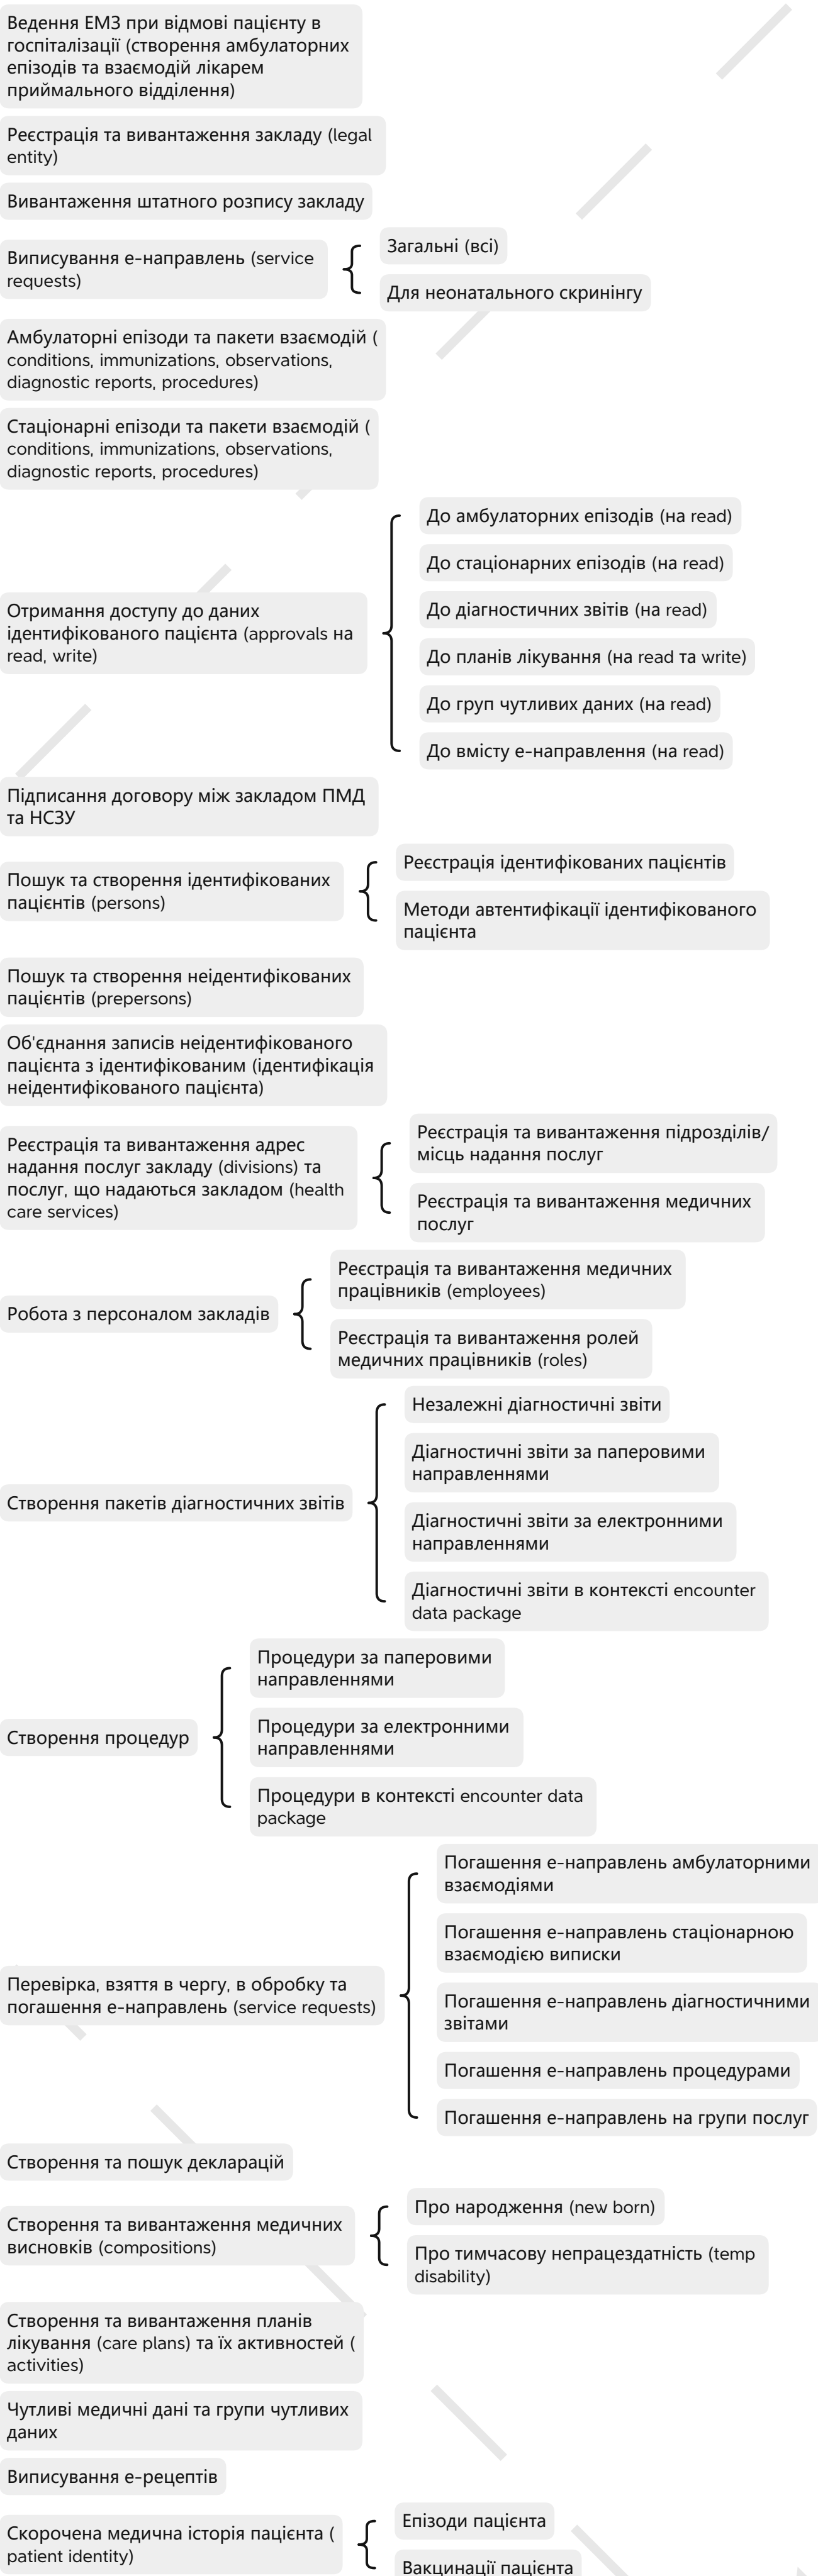 Ведення ЕМЗ при відмові пацієнту в
госпіталізації (створення амбулаторних
епізодів та взаємодій лікарем
приймального відділення)
Реєстрація та вивантаження закладу (legal
entity)
Вивантаження штатного розпису закладу
Виписування е-направлень (service
requests)
Загальні (всі)
Для неонатального скринінгу
Амбулаторні епізоди та пакети взаємодій (
conditions, immunizations, observations,
diagnostic reports, procedures)
Стаціонарні епізоди та пакети взаємодій (
conditions, immunizations, observations,
diagnostic reports, procedures)
Отримання доступу до даних
ідентифікованого пацієнта (approvals на
read, write)
До амбулаторних епізодів (на read)
До стаціонарних епізодів (на read)
До діагностичних звітів (на read)
До планів лікування (на read та write)
До груп чутливих даних (на read)
До вмісту е-направлення (на read)
Підписання договору між закладом ПМД
та НСЗУ
Пошук та створення ідентифікованих
пацієнтів (persons)
Реєстрація ідентифікованих пацієнтів
Методи автентифікації ідентифікованого
пацієнта
Пошук та створення неідентифікованих
пацієнтів (prepersons)
Об'єднання записів неідентифікованого
пацієнта з ідентифікованим (ідентифікація
неідентифікованого пацієнта)
Реєстрація та вивантаження адрес
надання послуг закладу (divisions) та
послуг, що надаються закладом (health
care services)
Реєстрація та вивантаження підрозділів/
місць надання послуг
Реєстрація та вивантаження медичних
послуг
Робота з персоналом закладів
Реєстрація та вивантаження медичних
працівників (employees)
Реєстрація та вивантаження ролей
медичних працівників (roles)
Створення пакетів діагностичних звітів
Незалежні діагностичні звіти
Діагностичні звіти за паперовими
направленнями
Діагностичні звіти за електронними
направленнями
Діагностичні звіти в контексті encounter
data package
Створення процедур
Процедури за паперовими
направленнями
Процедури за електронними
направленнями
Процедури в контексті encounter data
package
Перевірка, взяття в чергу, в обробку та
погашення е-направлень (service requests)
Погашення е-направлень амбулаторними
взаємодіями
Погашення е-направлень стаціонарною
взаємодією виписки
Погашення е-направлень діагностичними
звітами
Погашення е-направлень процедурами
Погашення е-направлень на групи послуг
Створення та пошук декларацій
Створення та вивантаження медичних
висновків (compositions)
Про народження (new born)
Про тимчасову непрацездатність (temp
disability)
Створення та вивантаження планів
лікування (care plans) та їх активностей (
activities)
Чутливі медичні дані та групи чутливих
даних
Виписування е-рецептів
Скорочена медична історія пацієнта (
patient identity)
Епізоди пацієнта
Вакцинації пацієнта